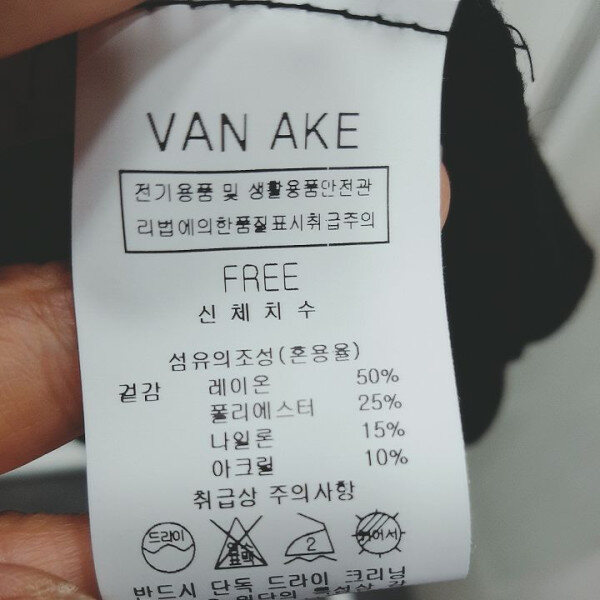 VAN AKE
전기용품 및 생활용품안전관
리법에의한품질표시취급주의
FREE
신 체 치 수
섬유의조성(혼용율)
겉감 레이온 50%
폴리에스터 25%
나일론 15%
아크릴 10%
취급상 주의사항
드라이 2
반드시 단독 드라이 크리닝